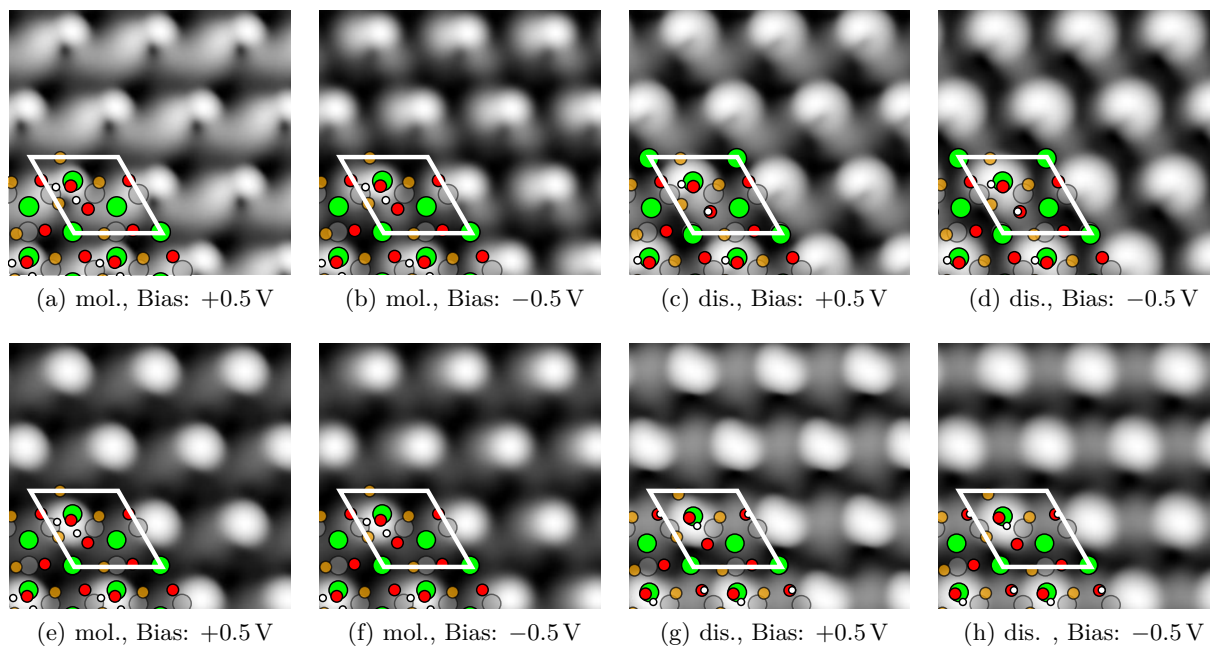 (a) mol., Bias: +0.5 V
(b) mol., Bias: −0.5 V
(c) dis., Bias: +0.5 V
(d) dis., Bias: −0.5 V
(e) mol., Bias: +0.5 V
(f) mol., Bias: −0.5 V
(g) dis., Bias: +0.5 V
(h) dis. , Bias: −0.5 V